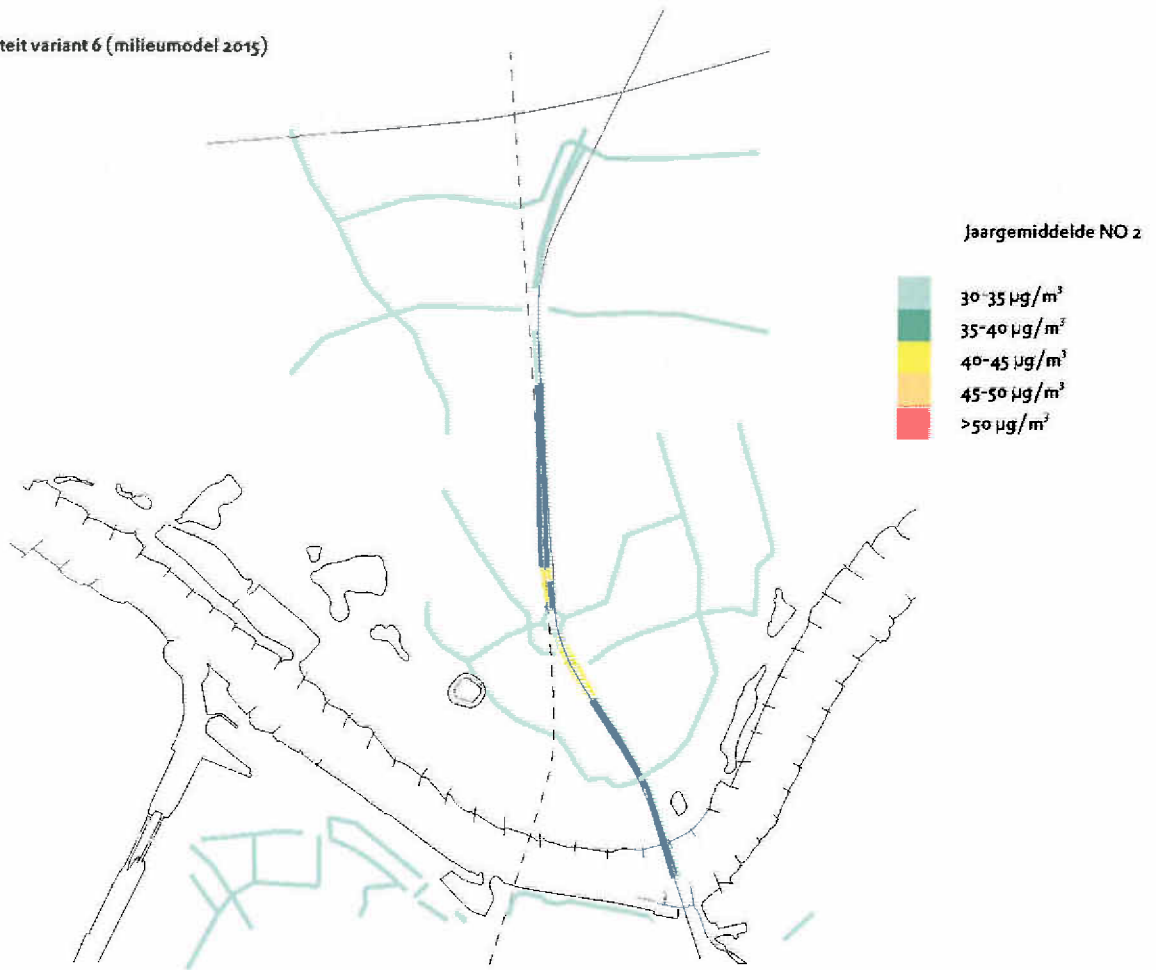 teit variant 6 (milieumodel 2015)
Jaargemiddelde NO 2
30-35 µg/m³
35-40 µg/m³
40-45 µg/m³
45-50 µg/m³
>50 µg/m³